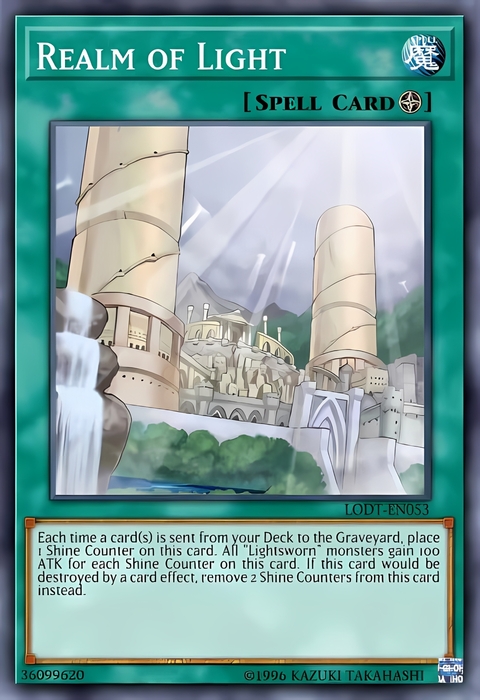 Realm of Light
魔
[Spell Card]
LODT-EN053
Each time a card(s) is sent from your Deck to the Graveyard, place
1 Shine Counter on this card. All "Lightsworn" monsters gain 100
ATK for each Shine Counter on this card. If this card would be
destroyed by a card effect, remove 2 Shine Counters from this card
instead.
36099620
©1996 KAZUKI TAKAHASHI